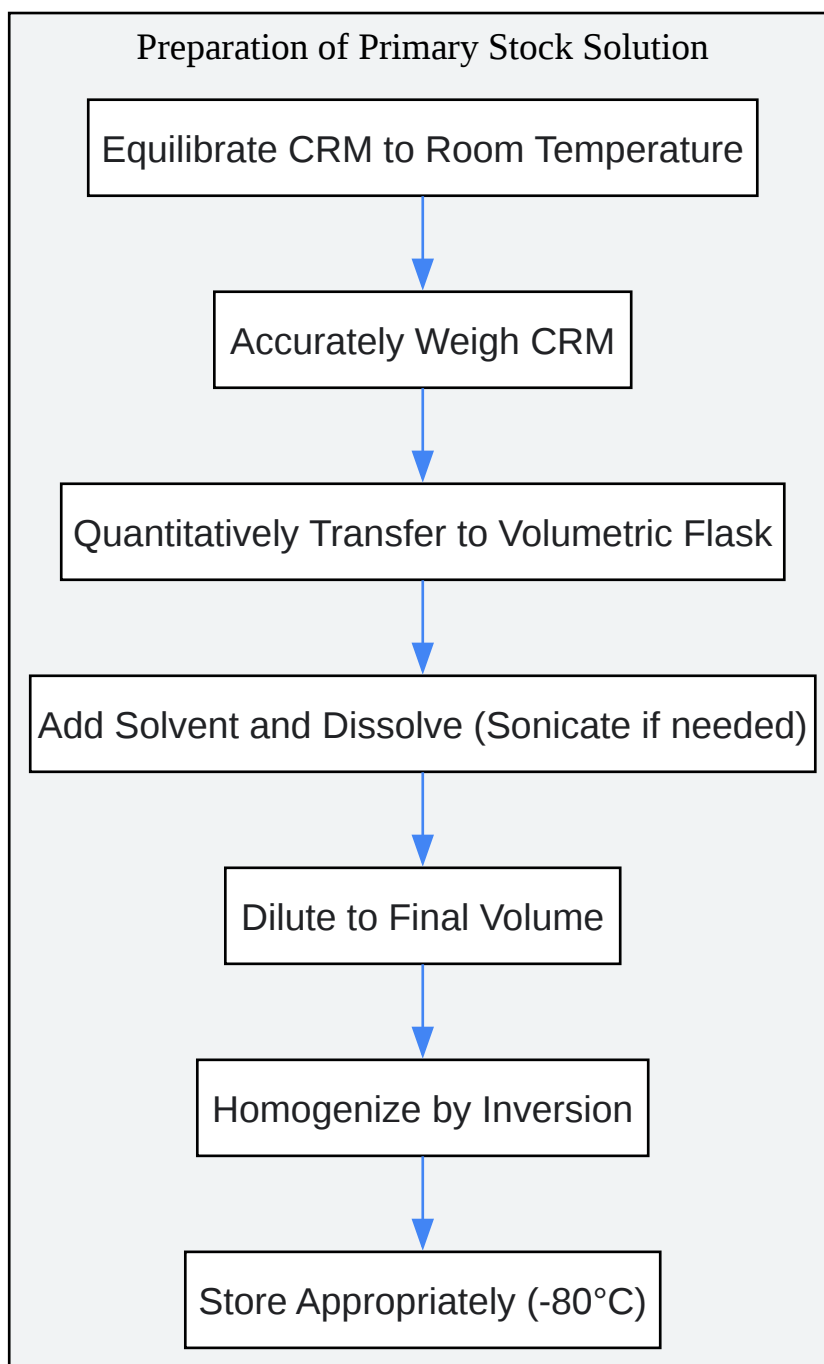 Preparation of Primary Stock Solution
Equilibrate CRM to Room Temperature
Accurately Weigh CRM
Quantitatively Transfer to Volumetric Flask
Add Solvent and Dissolve (Sonicate if needed)
Dilute to Final Volume
Homogenize by Inversion
Store Appropriately (-80°C)